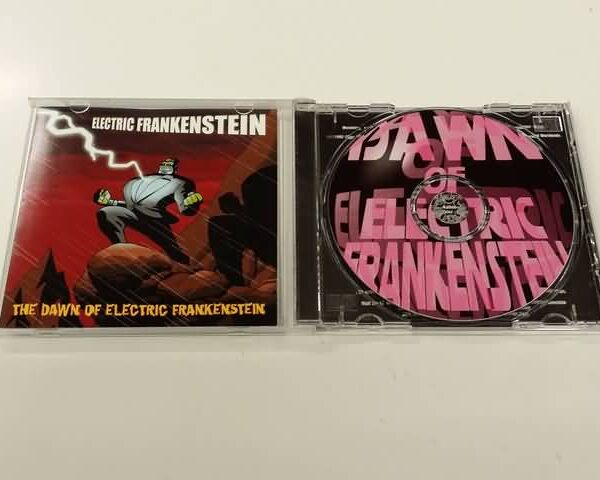 ELECTRIC FRANKENSTEIN
THE DAWN OF ELECTRIC FRANKENSTEIN
DAWN
OF
ELECTRIC
FRANKENSTEIN